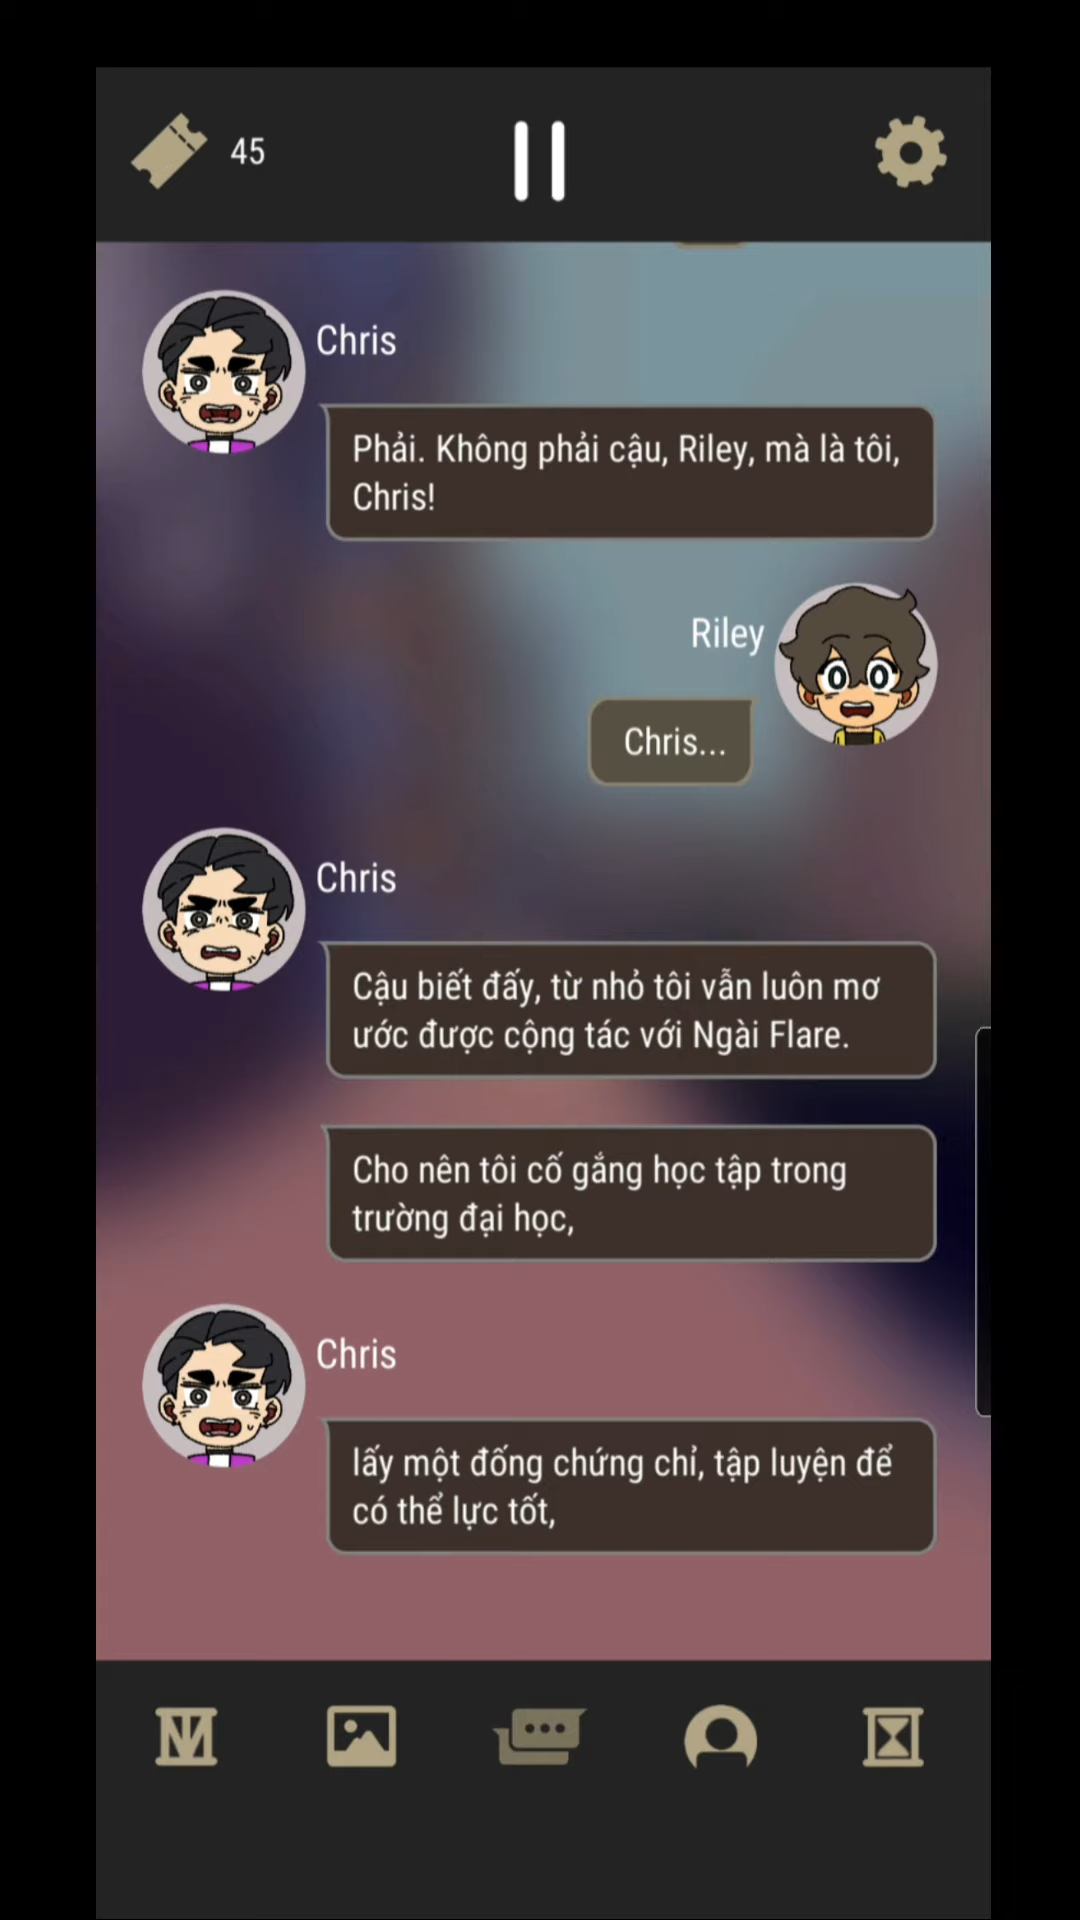 45
Chris
Phải. Không phải cậu, Riley, mà là tôi,
Chris!
Riley
Chris...
Chris
Cậu biết đấy, từ nhỏ tôi vẫn luôn mơ
ước được cộng tác với Ngài Flare.
Cho nên tôi cố gắng học tập trong
trường đại học,
Chris
lấy một đống chứng chỉ, tập luyện để
có thể lực tốt,